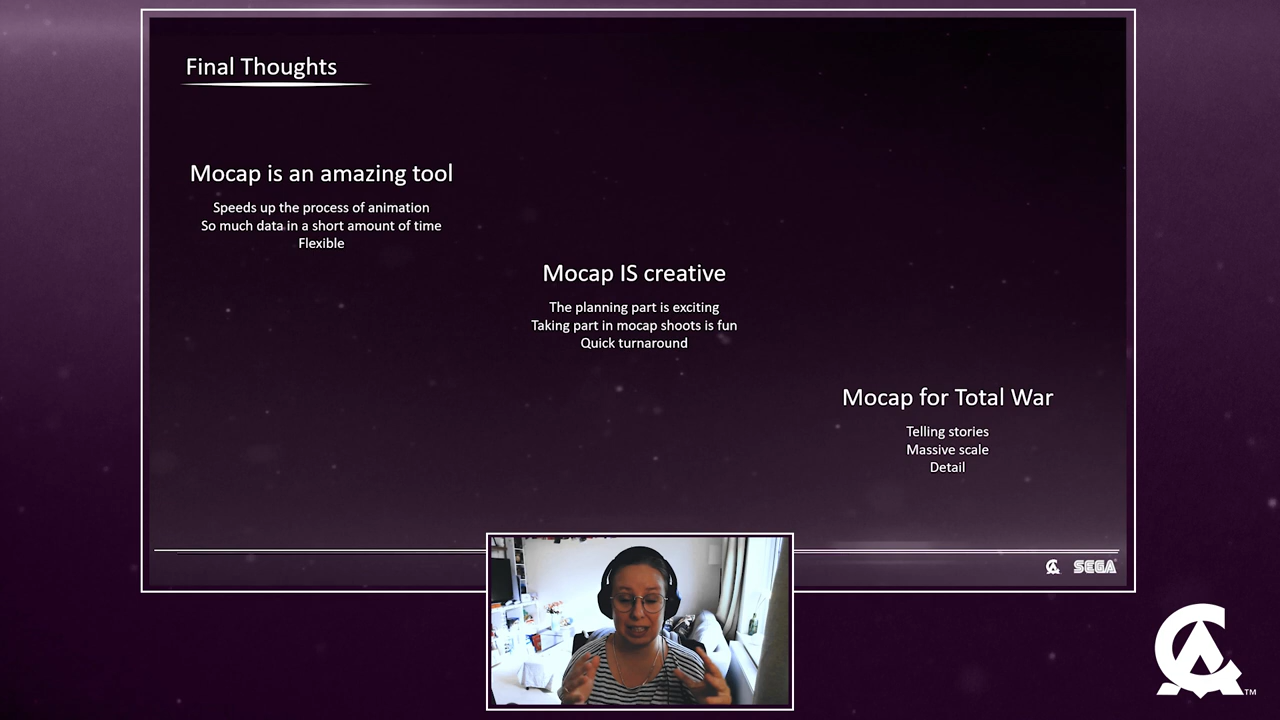 Final Thoughts
Mocap is an amazing tool
Speeds up the process of animation
So much data in a short amount of time
Flexible
Mocap IS creative
The planning part is exciting
Taking part in mocap shoots is fun
Quick turnaround
Mocap for Total War
Telling stories
Massive scale
Detail
SEGA
TM